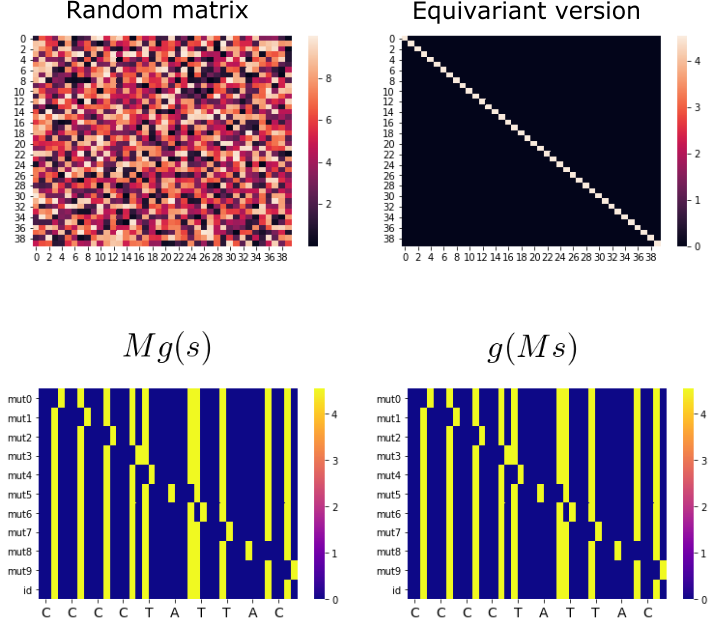 Random matrix
Equivariant version
0 2 4 6 8 10 12 14 16 18 20 22 24 26 28 30 32 34 36 38
0 2 4 6 8 10 12 14 16 18 20 22 24 26 28 30 32 34 36 38
8 6 4 2
0 2 4 6 8 10 12 14 16 18 20 22 24 26 28 30 32 34 36 38
0 2 4 6 8 10 12 14 16 18 20 22 24 26 28 30 32 34 36 38
4 3 2 1 0
Mg(s)
g(Ms)
mut0
mut1
mut2
mut3
mut4
mut5
mut6
mut7
mut8
mut9
id
C C C C T A T T A C
4 3 2 1 0
mut0
mut1
mut2
mut3
mut4
mut5
mut6
mut7
mut8
mut9
id
C C C C T A T T A C
4 3 2 1 0